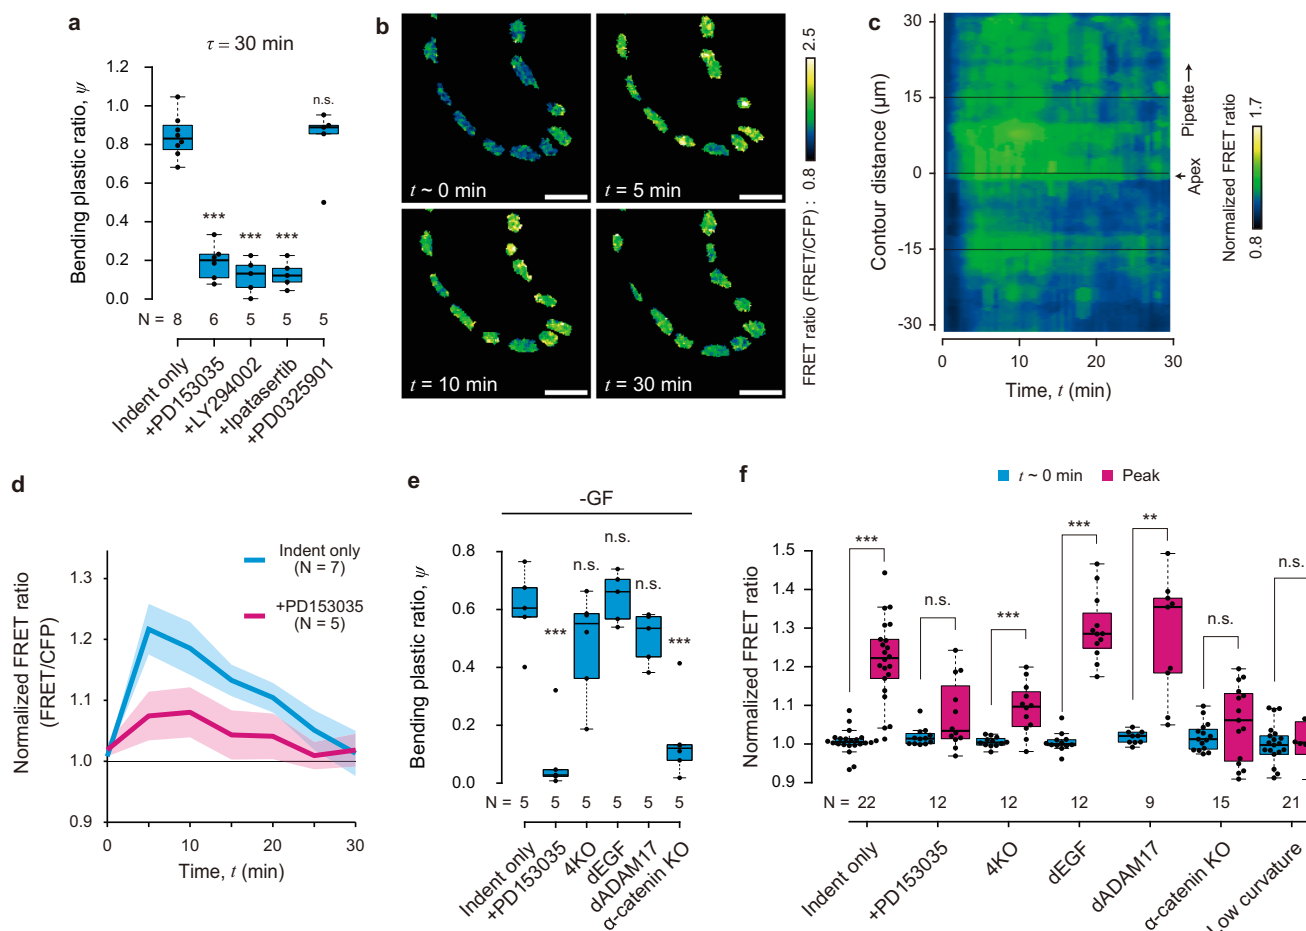 a
τ = 30 min
Bending plastic ratio, ψ
1.2
1.0
0.8
0.6
0.4
0.2
0.0
***
***
***
n.s.
N = 8 6 5 5 5
Indent only
+PD153035
+LY294002
+Ipatasertib
+PD0325901
b
t ~ 0 min
t = 5 min
t = 10 min
t = 30 min
FRET ratio (FRET/CFP) : 0.8 2.5
c
Contour distance (μm)
30
15
0
-15
-30
0 10 20 30
Time, t (min)
Pipette→
Apex
Normalized FRET ratio
0.8 1.7
d
Normalized FRET ratio
(FRET/CFP)
1.3
1.2
1.1
1.0
0.9
Indent only
(N = 7)
+PD153035
(N = 5)
0 10 20 30
Time, t (min)
e
-GF
Bending plastic ratio, ψ
0.8
0.6
0.4
0.2
0.0
***
n.s.
n.s.
n.s.
***
N = 5 5 5 5 5 5
Indent only
+PD153035
4KO
dEGF
dADAM17
α-catenin KO
f
t ~ 0 min Peak
Normalized FRET ratio
1.5
1.4
1.3
1.2
1.1
1.0
0.9
***
n.s.
***
***
**
n.s.
n.s.
N = 22 12 12 12 9 15 21
Indent only
+PD153035
4KO
dEGF
dADAM17
α-catenin KO
Low curvature